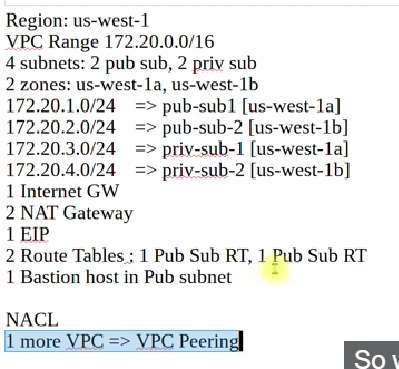 Region: us-west-1
VPC Range 172.20.0.0/16
4 subnets: 2 pub sub, 2 priv sub
2 zones: us-west-1a, us-west-1b
172.20.1.0/24 => pub-sub1 [us-west-1a]
172.20.2.0/24 => pub-sub-2 [us-west-1b]
172.20.3.0/24 => priv-sub-1 [us-west-1a]
172.20.4.0/24 => priv-sub-2 [us-west-1b]
1 Internet GW
2 NAT Gateway
1 EIP
2 Route Tables : 1 Pub Sub RT, 1 Pub Sub RT
1 Bastion host in Pub subnet
NACL
1 more VPC => VPC Peering
So